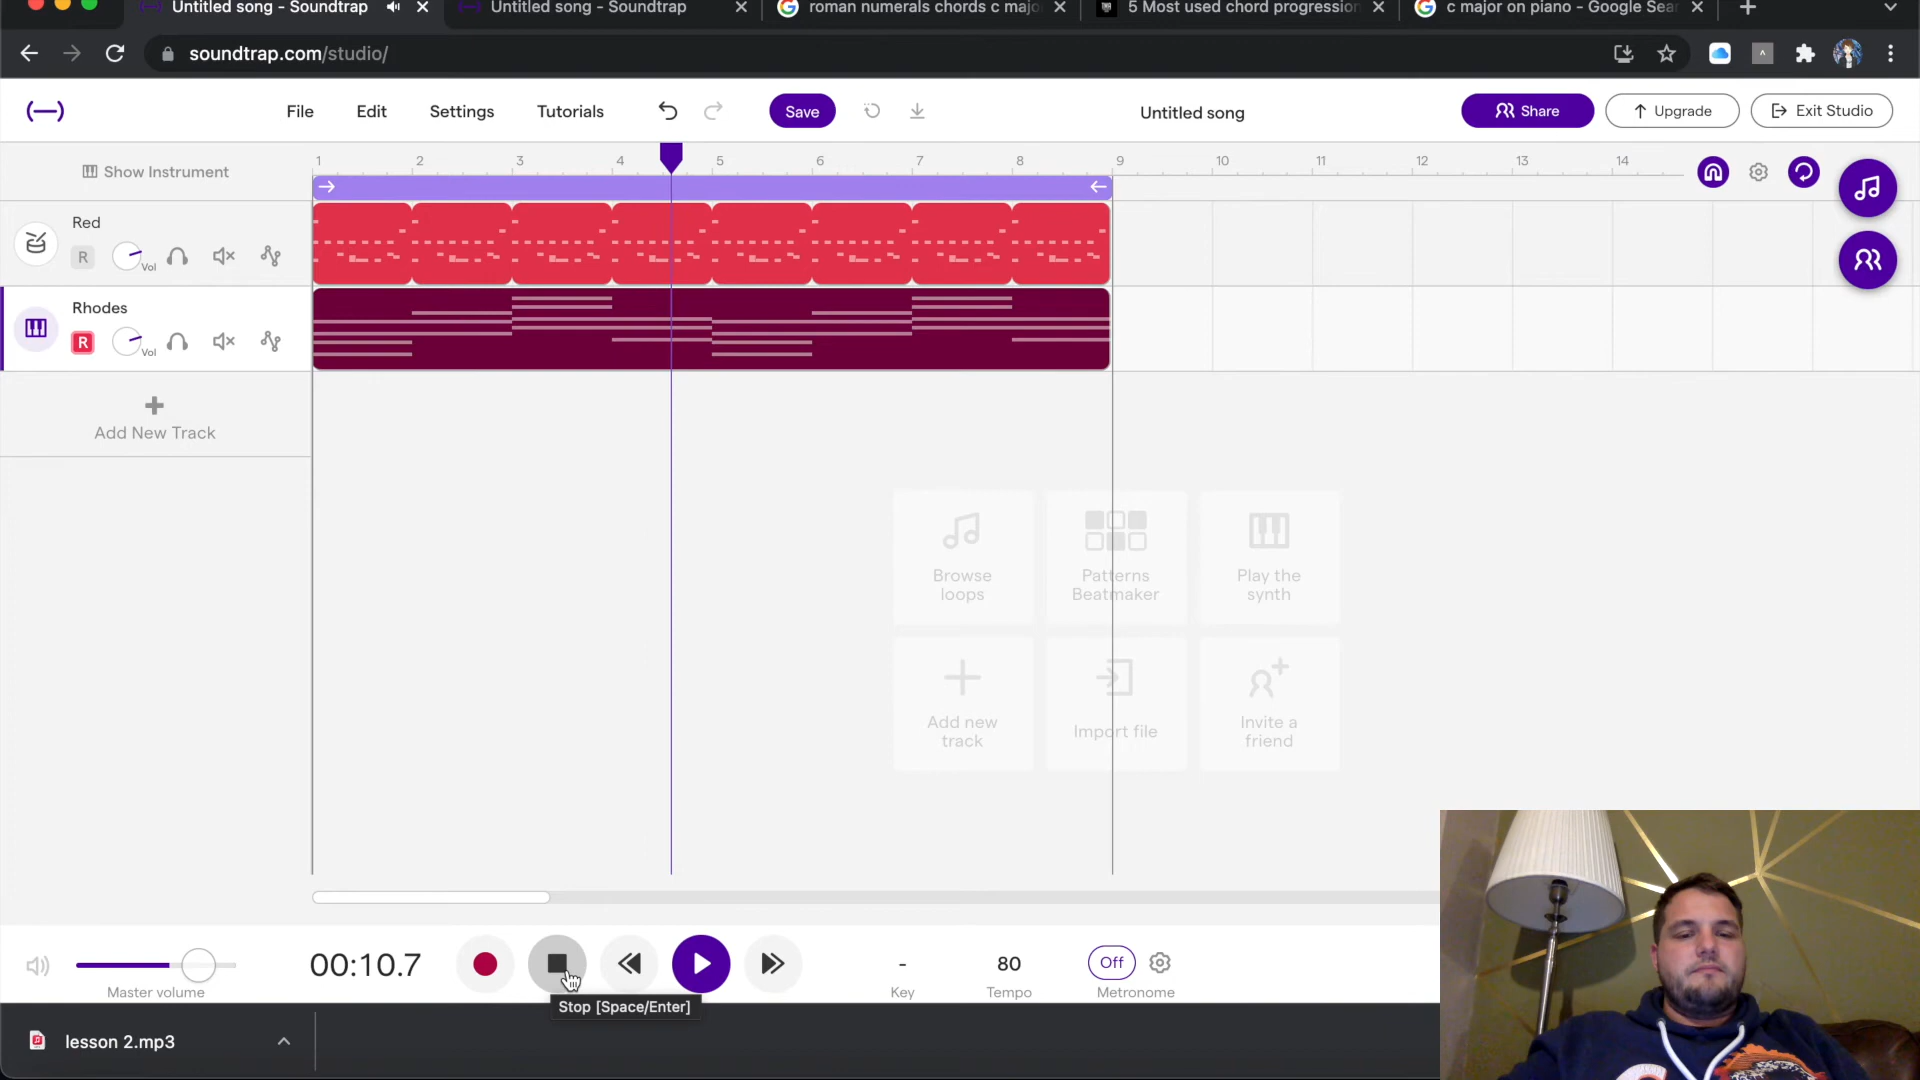 Untitled song - Soundtrap
Untitled song - Soundtrap
roman numerals chords c majo
5 Most used chord progression
c major on piano - Google Sear
soundtrap.com/studio/
File
Edit
Settings
Tutorials
Save
Untitled song
Share
Upgrade
Exit Studio
Show Instrument
1 2 3 4 5 6 7 8 9 10 11 12 13 14
Red
R
Vol
Rhodes
R
Vol
Add New Track
Browse loops
Patterns Beatmaker
Play the synth
Add new track
Import file
Invite a friend
Master volume
00:10.7
Stop [Space/Enter]
-
Key
80
Tempo
Off
Metronome
lesson 2.mp3